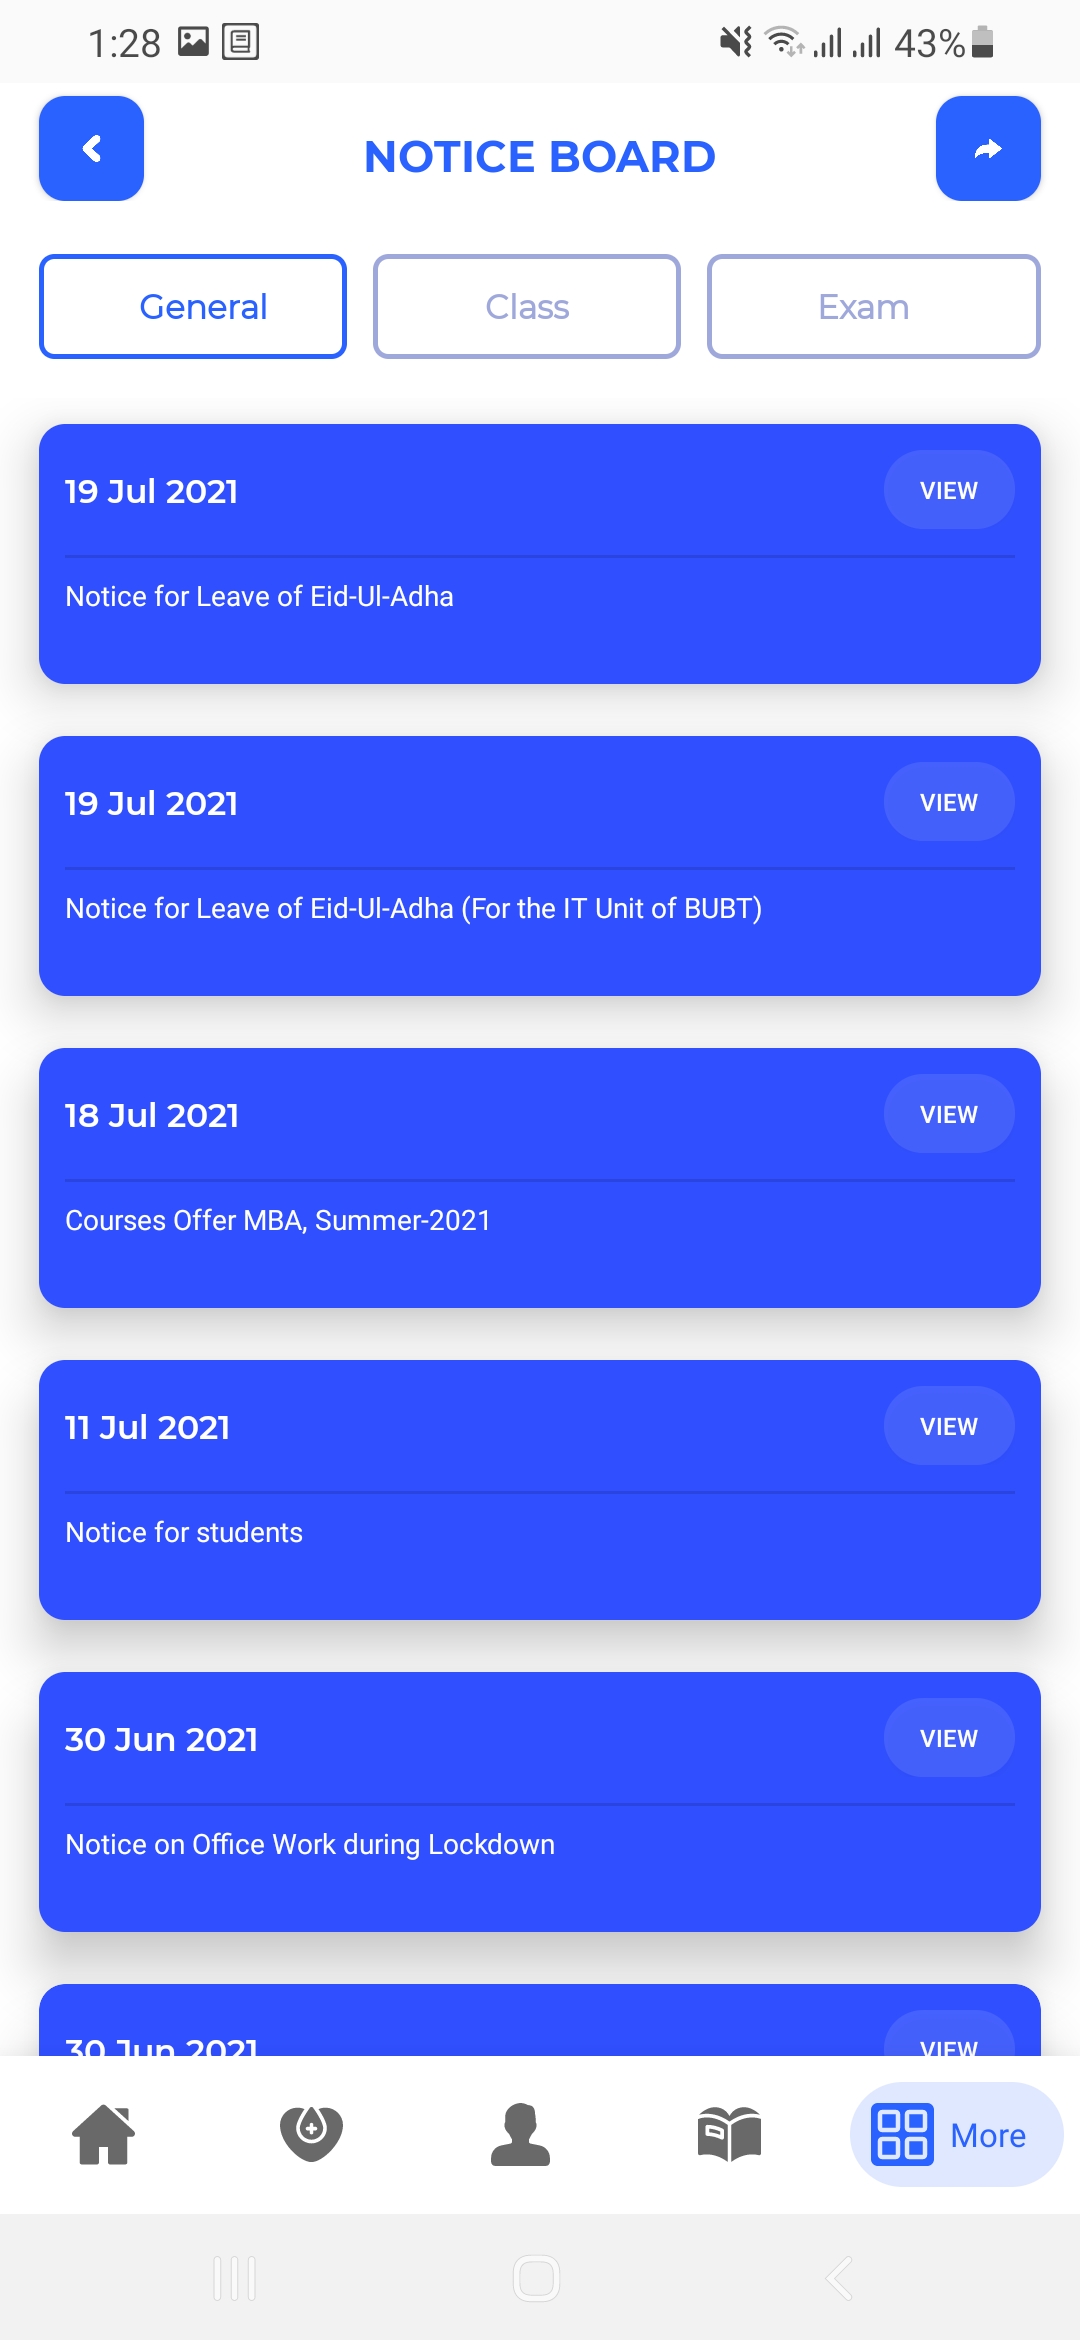 1:28
43%
NOTICE BOARD
General
Class
Exam
19 Jul 2021
VIEW
Notice for Leave of Eid-Ul-Adha
19 Jul 2021
VIEW
Notice for Leave of Eid-Ul-Adha (For the IT Unit of BUBT)
18 Jul 2021
VIEW
Courses Offer MBA, Summer-2021
11 Jul 2021
VIEW
Notice for students
30 Jun 2021
VIEW
Notice on Office Work during Lockdown
30 Jun 2021
VIEW
More